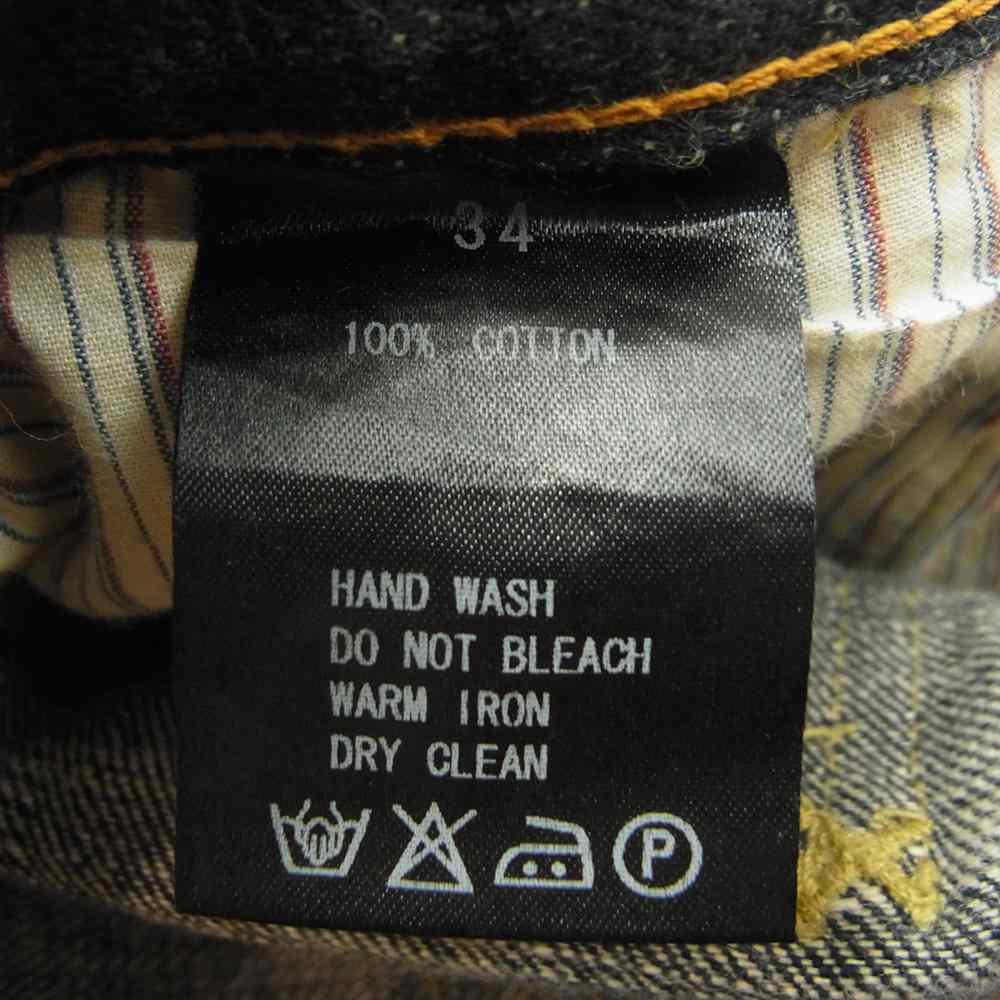 34
100% COTTON
HAND WASH
DO NOT BLEACH
WARM IRON
DRY CLEAN
P